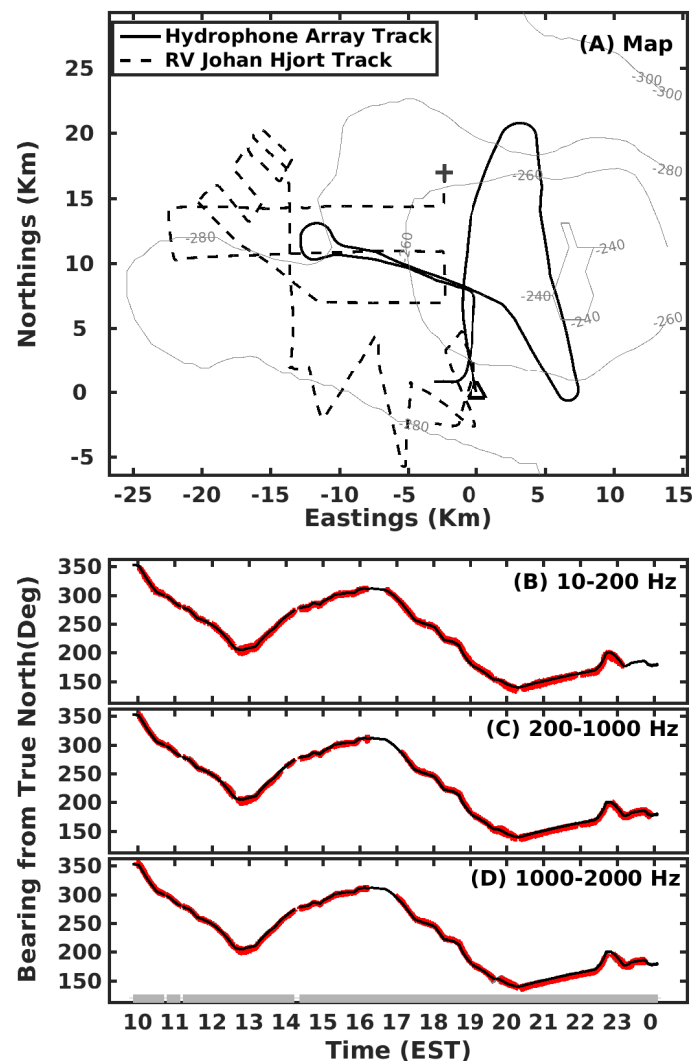 Hydrophone Array Track
RV Johan Hjort Track
(A) Map
25
20
15
10
5
0
-5
Northings (Km)
-300
-300
-280
-260
-280
-260
-240
-240
-240
-260
-280
-25 -20 -15 -10 -5 0 5 10 15
Eastings (Km)
Bearing from True North(Deg)
350
300
250
200
150
(B) 10-200 Hz
350
300
250
200
150
(C) 200-1000 Hz
350
300
250
200
150
(D) 1000-2000 Hz
10 11 12 13 14 15 16 17 18 19 20 21 22 23 0
Time (EST)